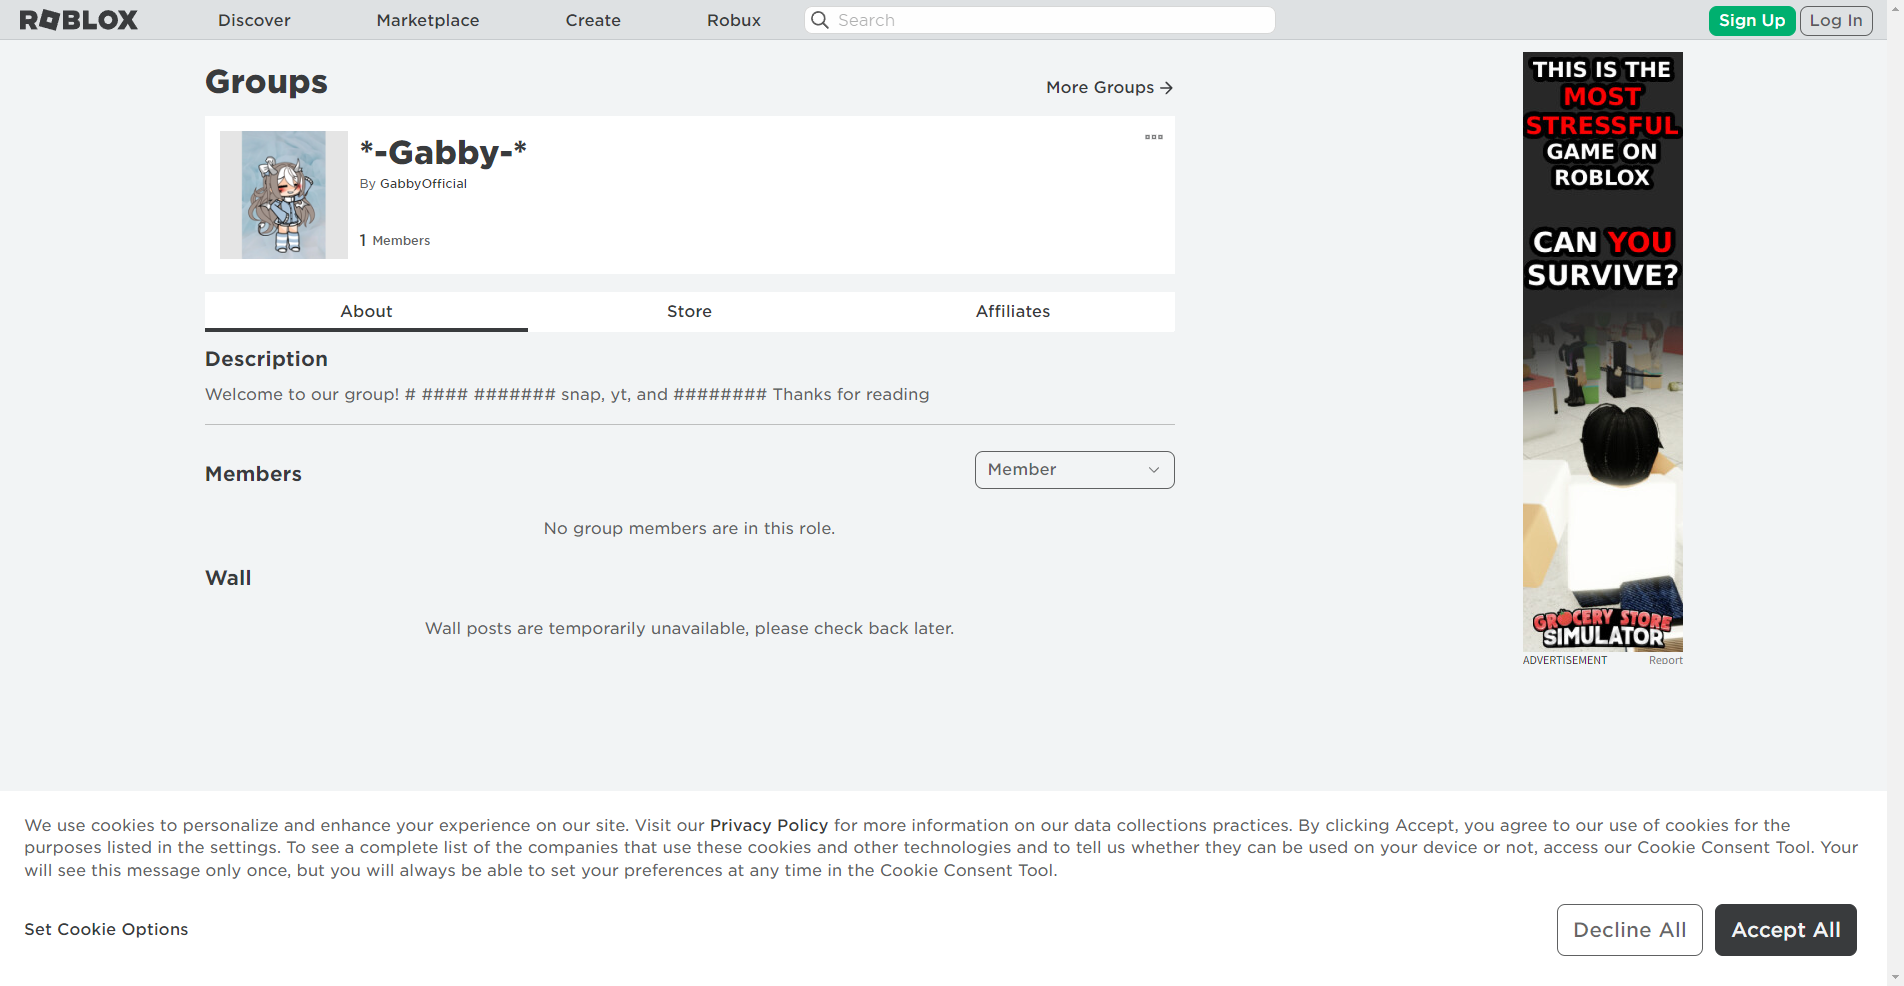 ROBLOX
Discover
Marketplace
Create
Robux
Search
Sign Up
Log In
Groups
More Groups
*-Gabby-*
By GabbyOfficial
1 Members
About
Store
Affiliates
Description
Welcome to our group! # #### ####### snap, yt, and ######## Thanks for reading
Members
Member
No group members are in this role.
Wall
Wall posts are temporarily unavailable, please check back later.
THIS IS THE
MOST
STRESSFUL
GAME ON
ROBLOX
CAN YOU
SURVIVE?
GROCERY STORE
SIMULATOR
ADVERTISEMENT
Report
We use cookies to personalize and enhance your experience on our site. Visit our Privacy Policy for more information on our data collections practices. By clicking Accept, you agree to our use of cookies for the
purposes listed in the settings. To see a complete list of the companies that use these cookies and other technologies and to tell us whether they can be used on your device or not, access our Cookie Consent Tool. Your
will see this message only once, but you will always be able to set your preferences at any time in the Cookie Consent Tool.
Set Cookie Options
Decline All
Accept All